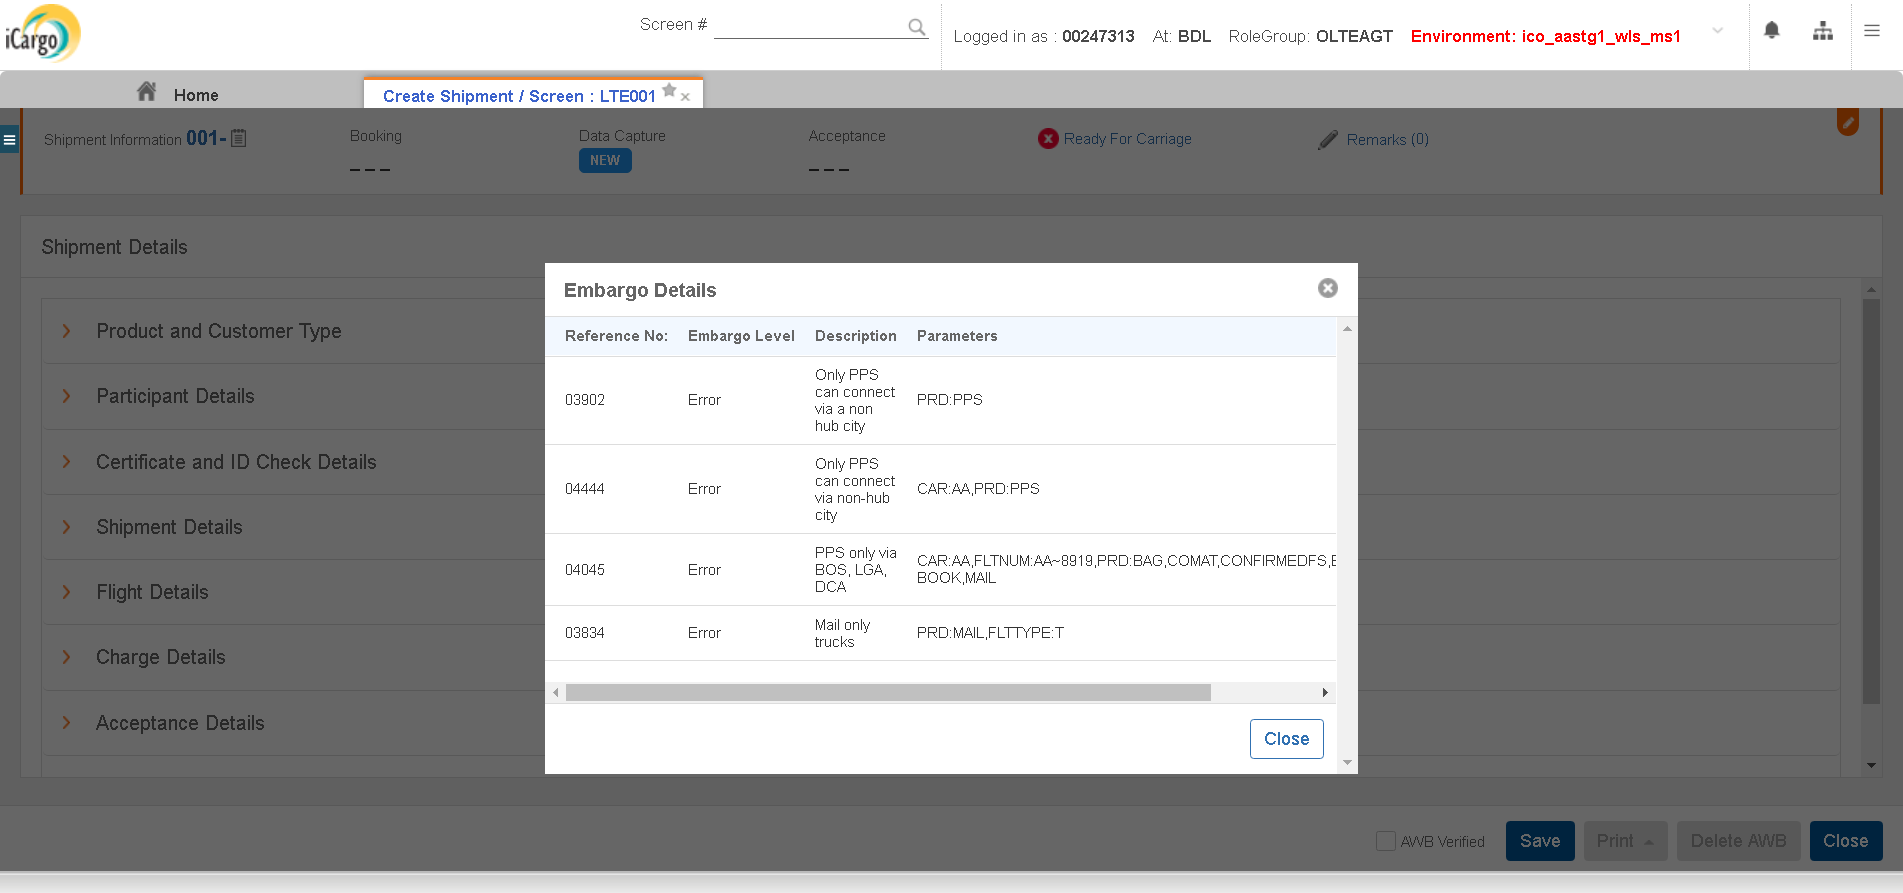 iCargo
Screen #
Logged in as : 00247313 At: BDL RoleGroup: OLTEAGT Environment: ico_aastg1_wls_ms1
Home
Create Shipment / Screen : LTE001
Shipment Information 001-
Booking
Data Capture
Acceptance
Ready For Carriage
Remarks (0)
NEW
Shipment Details
Product and Customer Type
Participant Details
Certificate and ID Check Details
Shipment Details
Flight Details
Charge Details
Acceptance Details
Embargo Details
Reference No: Embargo Level Description Parameters
03902 Error
Only PPS
can connect
via a non
hub city
PRD:PPS
04444 Error
Only PPS
can connect
via non-hub
city
CAR:AA,PRD:PPS
04045 Error
PPS only via
BOS, LGA,
DCA
CAR:AA,FLTNUM:AA~8919,PRD:BAG,COMAT,CONFIRMEDFS,
BOOK,MAIL
03834 Error
Mail only
trucks
PRD:MAIL,FLTTYPE:T
Close
AWB Verified
Save
Print
Delete AWB
Close